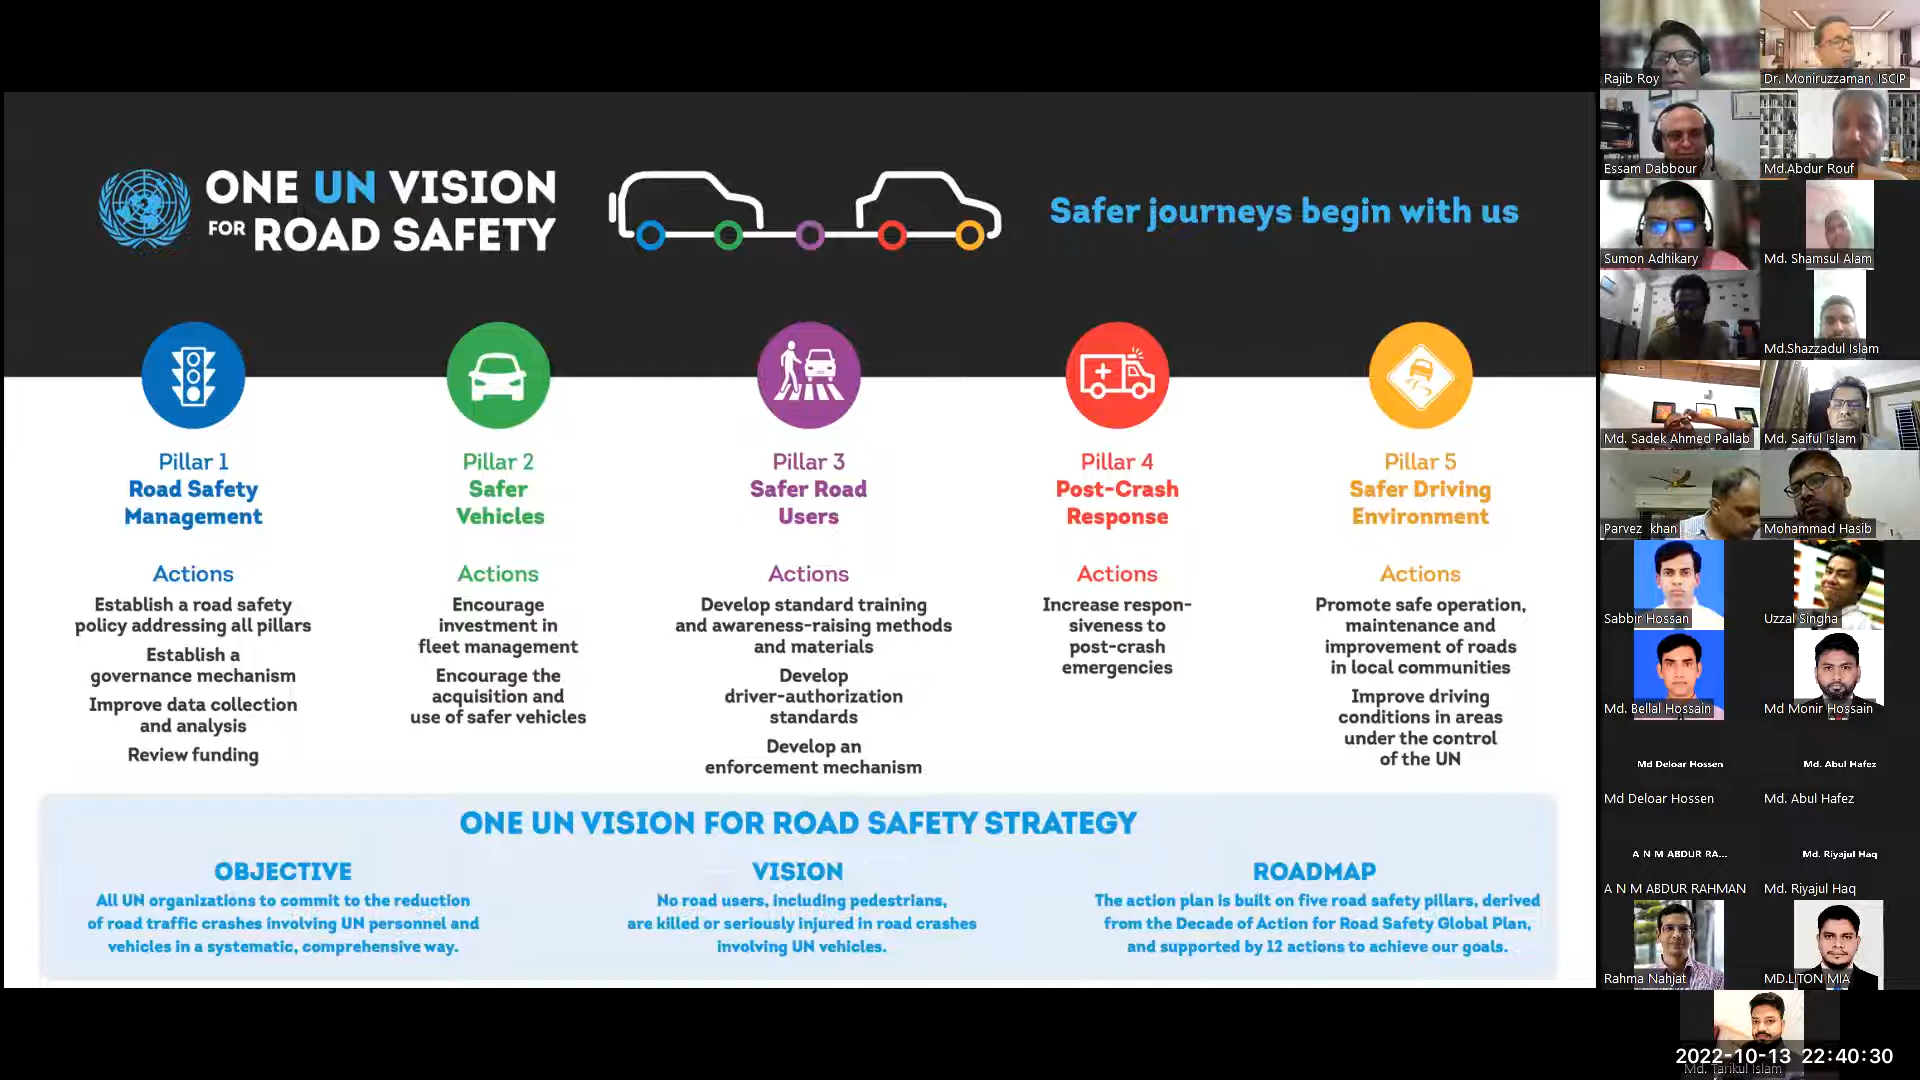 ONE UN VISION
FOR ROAD SAFETY
Safer journeys begin with us
Pillar 1
Road Safety
Management
Actions
Establish a road safety
policy addressing all pillars
Establish a
governance mechanism
Improve data collection
and analysis
Review funding
Pillar 2
Safer
Vehicles
Actions
Encourage
investment in
fleet management
Encourage the
acquisition and
use of safer vehicles
Pillar 3
Safer Road
Users
Actions
Develop standard training
and awareness-raising methods
and materials
Develop
driver-authorization
standards
Develop an
enforcement mechanism
Pillar 4
Post-Crash
Response
Actions
Increase respon-
siveness to
post-crash
emergencies
Pillar 5
Safer Driving
Environment
Actions
Promote safe operation,
maintenance and
improvement of roads
in local communities
Improve driving
conditions in areas
under the control
of the UN
ONE UN VISION FOR ROAD SAFETY STRATEGY
OBJECTIVE
All UN organizations to commit to the reduction
of road traffic crashes involving UN personnel and
vehicles in a systematic, comprehensive way.
VISION
No road users, including pedestrians,
are killed or seriously injured in road crashes
involving UN vehicles.
ROADMAP
The action plan is built on five road safety pillars, derived
from the Decade of Action for Road Safety Global Plan,
and supported by 12 actions to achieve our goals.
Rajib Roy
Dr. Moniruzzaman, ISCIP
Essam Dabbour
Md.Abdur Rouf
Sumon Adhikary
Md. Shamsul Alam
Md.Shazzadul Islam
Md. Sadek Ahmed Pallab
Md. Saiful Islam
Parvez khan
Mohammad Hasib
Sabbir Hossan
Uzzal Singha
Md. Bellal Hossain
Md Monir Hossain
Md Deloar Hossen
Md. Abul Hafez
Md Deloar Hossen
Md. Abul Hafez
A N M ABDUR RA...
Md. Riyajul Haq
A N M ABDUR RAHMAN
Md. Riyajul Haq
Rahma Nahjat
MD.LITON MIA
2022-10-13 22:40:30
Md. Tarikul Islam